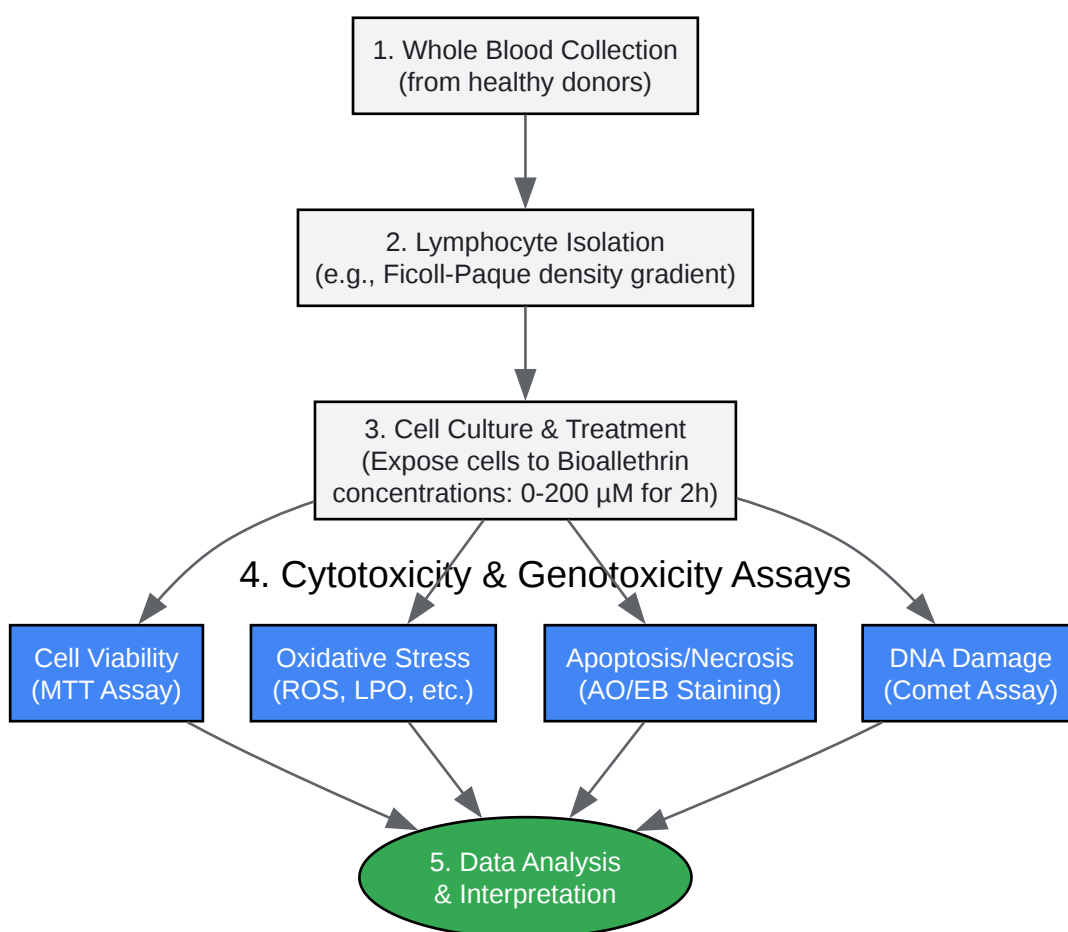 1. Whole Blood Collection
(from healthy donors)
2. Lymphocyte Isolation
(e.g., Ficoll-Paque density gradient)
3. Cell Culture & Treatment
(Expose cells to Bioallethrin
concentrations: 0-200 µM for 2h)
4. Cytotoxicity & Genotoxicity Assays
Cell Viability
(MTT Assay)
Oxidative Stress
(ROS, LPO, etc.)
Apoptosis/Necrosis
(AO/EB Staining)
DNA Damage
(Comet Assay)
5. Data Analysis
& Interpretation